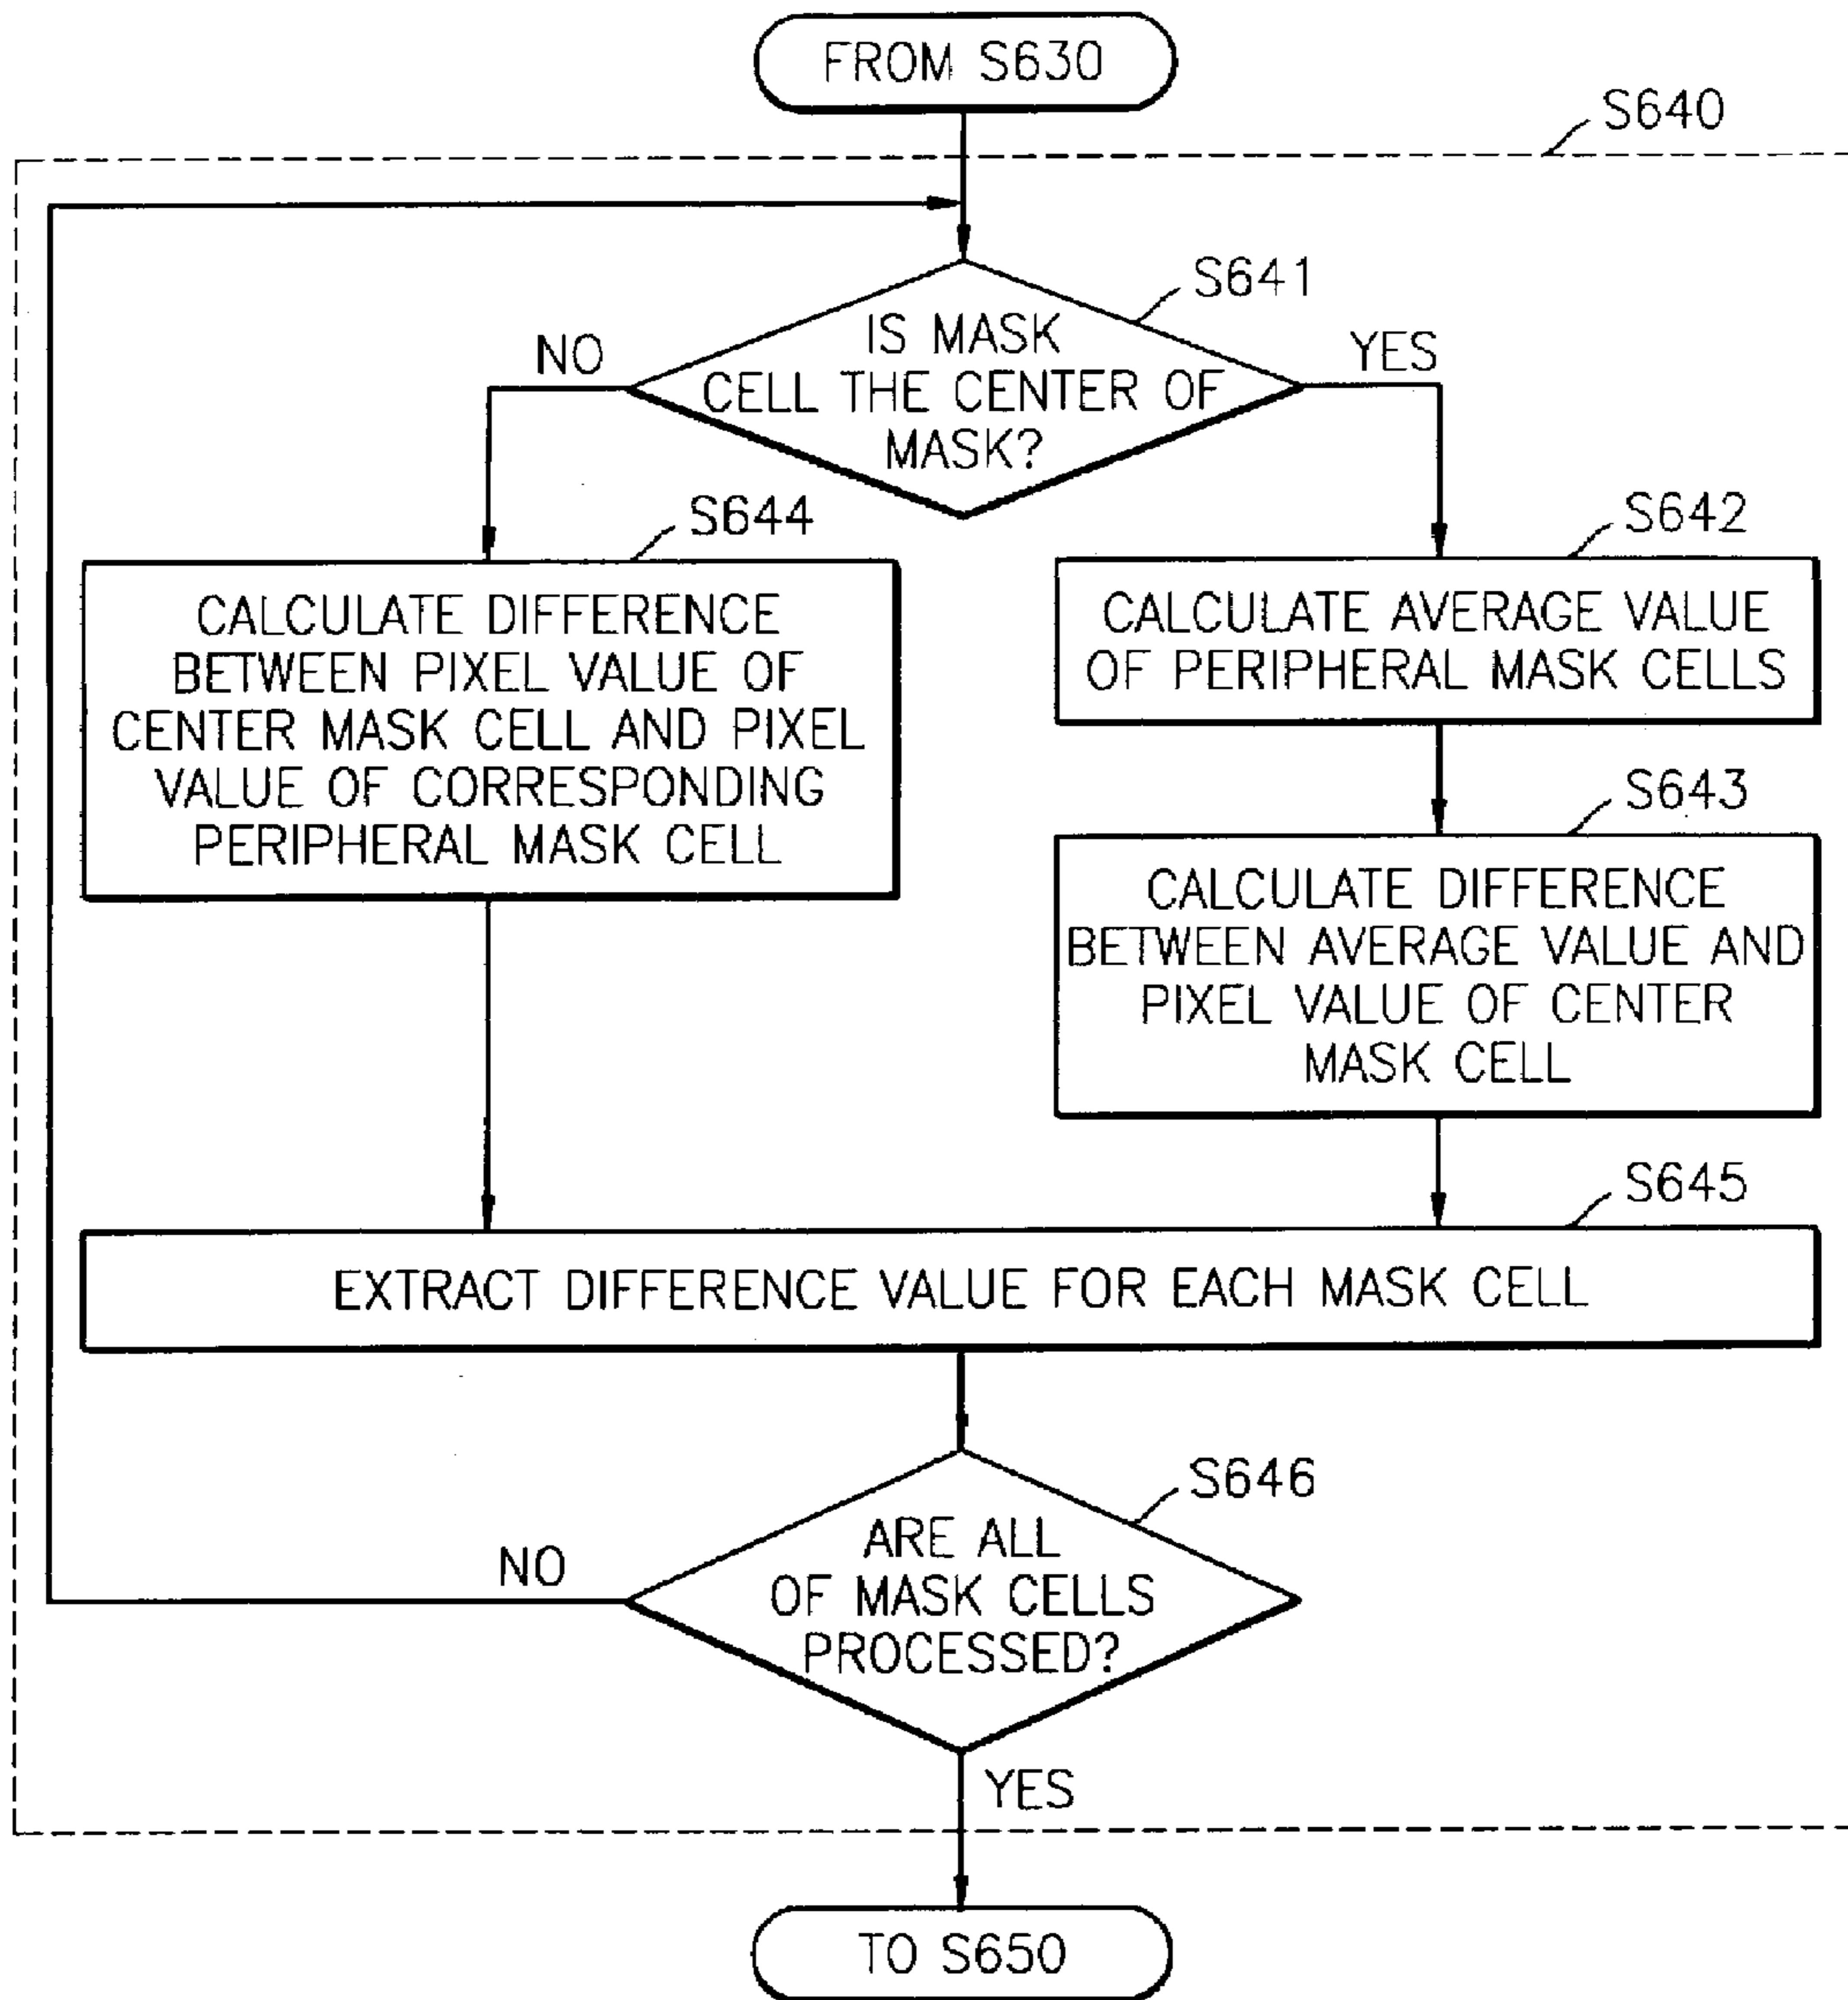 FROM S630
S640
S641
IS MASK
CELL THE CENTER OF
MASK?
NO
YES
S644
CALCULATE DIFFERENCE
BETWEEN PIXEL VALUE OF
CENTER MASK CELL AND PIXEL
VALUE OF CORRESPONDING
PERIPHERAL MASK CELL
S642
CALCULATE AVERAGE VALUE
OF PERIPHERAL MASK CELLS
S643
CALCULATE DIFFERENCE
BETWEEN AVERAGE VALUE AND
PIXEL VALUE OF CENTER
MASK CELL
S645
EXTRACT DIFFERENCE VALUE FOR EACH MASK CELL
S646
ARE ALL
OF MASK CELLS
PROCESSED?
NO
YES
TO S650